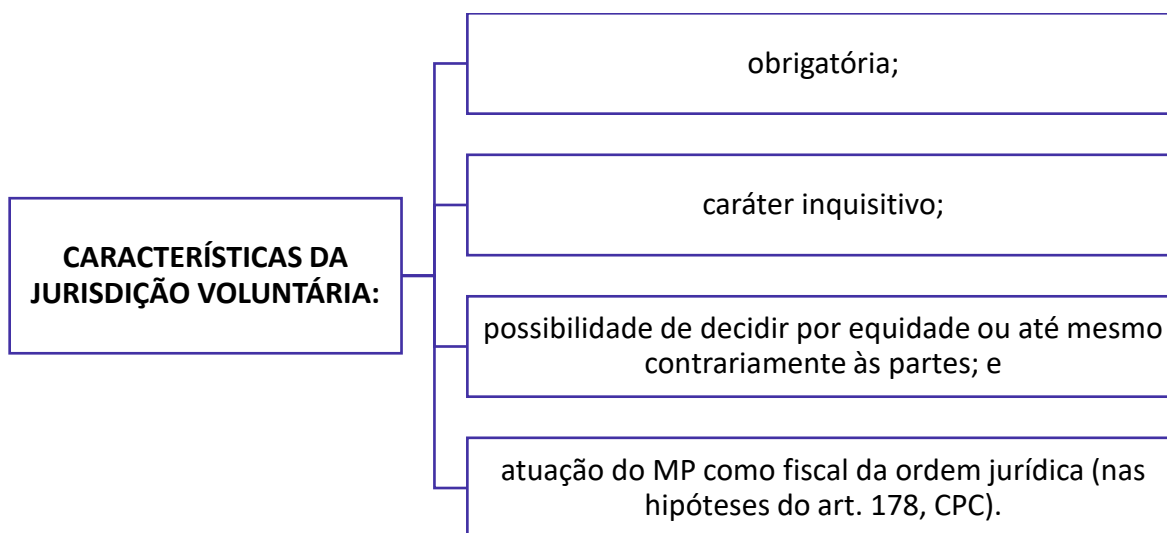 CARACTERÍSTICAS DA
JURISDIÇÃO VOLUNTÁRIA:
obrigatória;
caráter inquisitivo;
possibilidade de decidir por equidade ou até mesmo
contrariamente às partes; e
atuação do MP como fiscal da ordem jurídica (nas
hipóteses do art. 178, CPC).